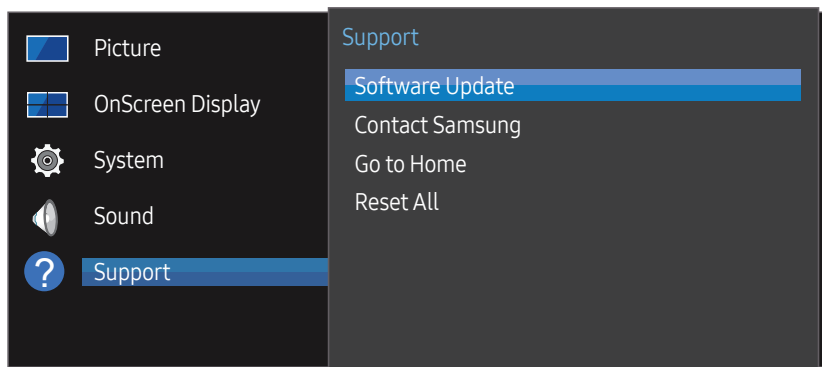 Picture
OnScreen Display
System
Sound
?
Support
Support
Software Update
Contact Samsung
Go to Home
Reset All